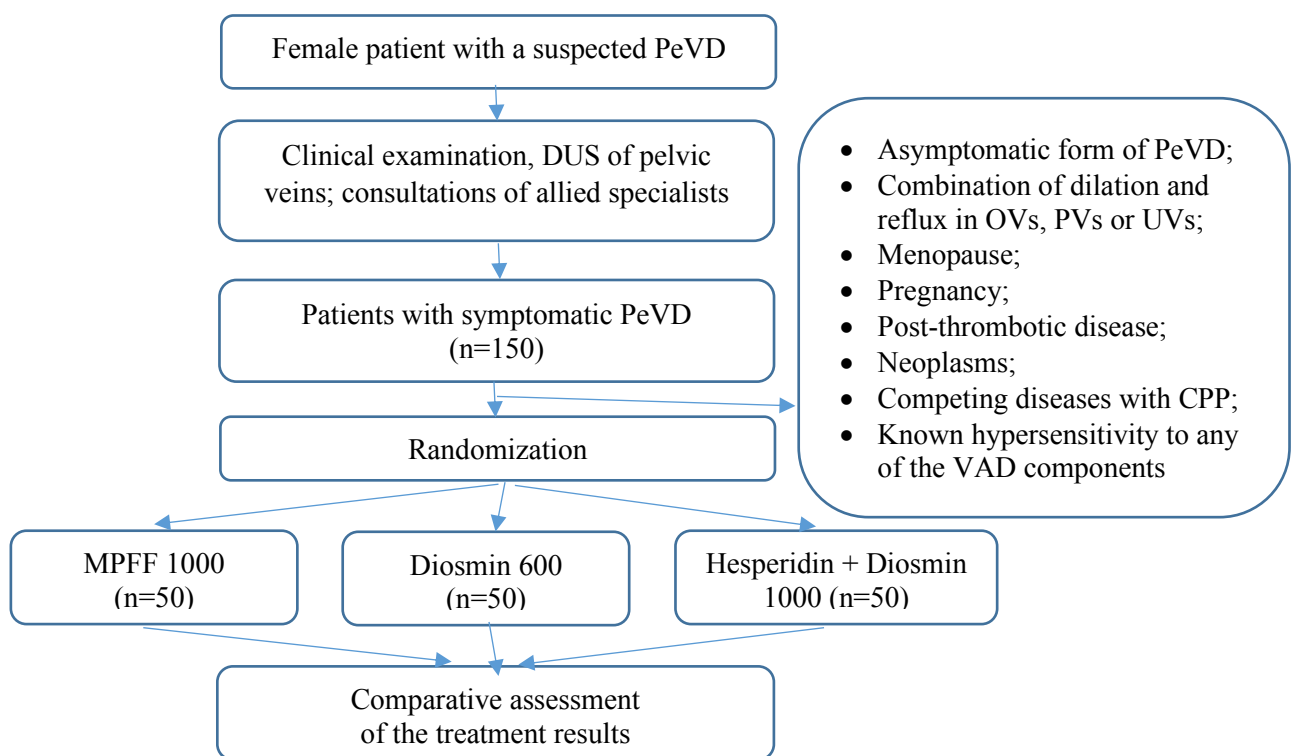 Female patient with a suspected PeVD
Clinical examination, DUS of pelvic
veins; consultations of allied specialists
Patients with symptomatic PeVD
(n=150)
• Asymptomatic form of PeVD;
• Combination of dilation and
reflux in OVs, PVs or UVs;
• Menopause;
• Pregnancy;
• Post-thrombotic disease;
• Neoplasms;
• Competing diseases with CPP;
• Known hypersensitivity to any
of the VAD components
Randomization
MPFF 1000
(n=50)
Diosmin 600
(n=50)
Hesperidin + Diosmin
1000 (n=50)
Comparative assessment
of the treatment results